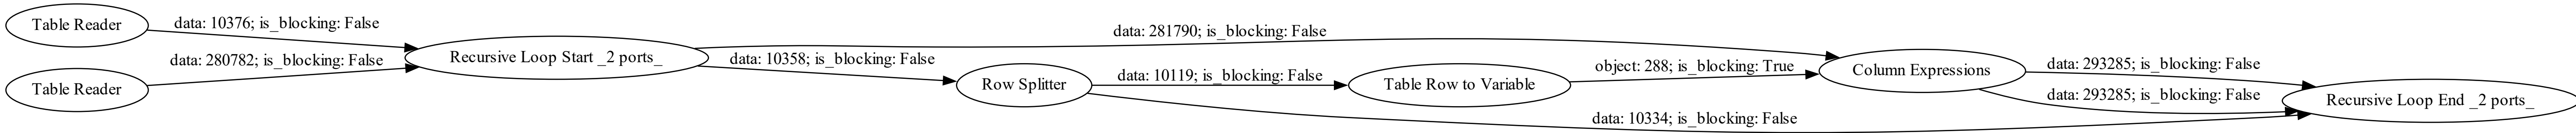 Table Reader
data: 10376; is_blocking: False
data: 280782; is_blocking: False
Table Reader
Recursive Loop Start _2 ports_
data: 281790; is_blocking: False
data: 10358; is_blocking: False
Row Splitter
data: 10119; is_blocking: False
Table Row to Variable
object: 288; is_blocking: True
Column Expressions
data: 293285; is_blocking: False
data: 293285; is_blocking: False
data: 10334; is_blocking: False
Recursive Loop End _2 ports_